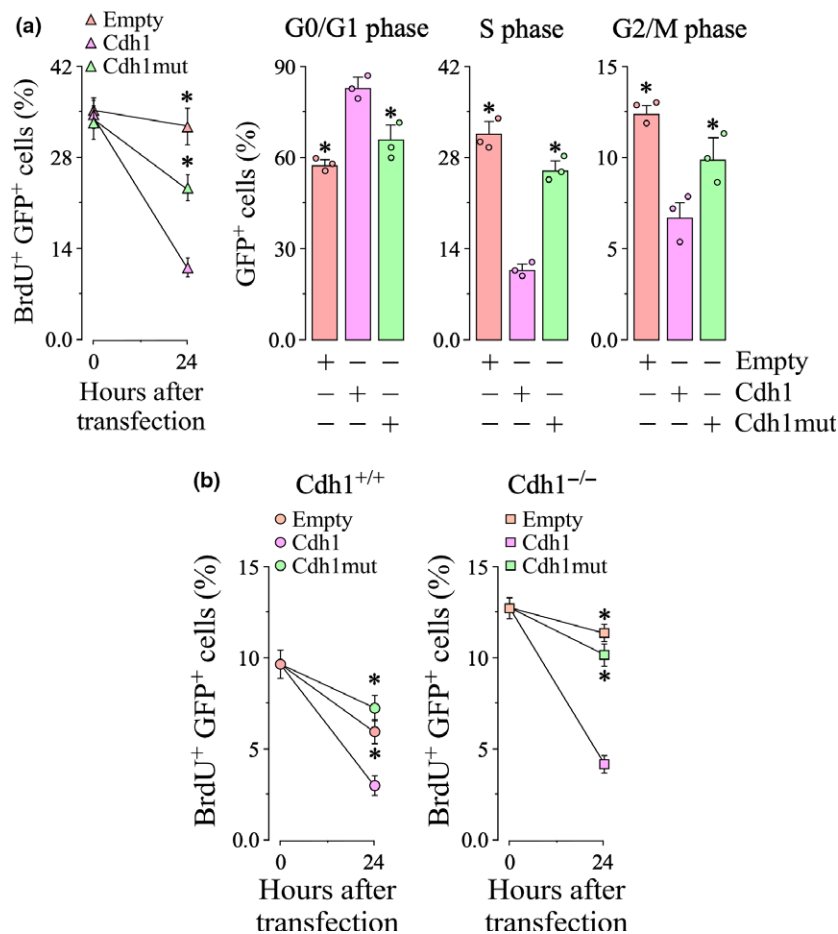 (a)
Empty
Cdh1
Cdh1mut
BrdU⁺ GFP⁺ cells (%)
42
28
14
0.0
*
*
0
24
Hours after
transfection
G0/G1 phase
GFP⁺ cells (%)
90
60
30
0.0
*
*
S phase
42
28
14
0.0
*
*
G2/M phase
15
10
5
0.0
*
*
+ − − + − − + − − Empty
− + − − + − − + − Cdh1
− − + − − + − − + Cdh1mut
(b)
Cdh1⁺/⁺
Empty
Cdh1
Cdh1mut
BrdU⁺ GFP⁺ cells (%)
15
10
5
0.0
*
*
0
24
Hours after
transfection
Cdh1⁻/⁻
Empty
Cdh1
Cdh1mut
BrdU⁺ GFP⁺ cells (%)
15
10
5
0.0
*
*
0
24
Hours after
transfection